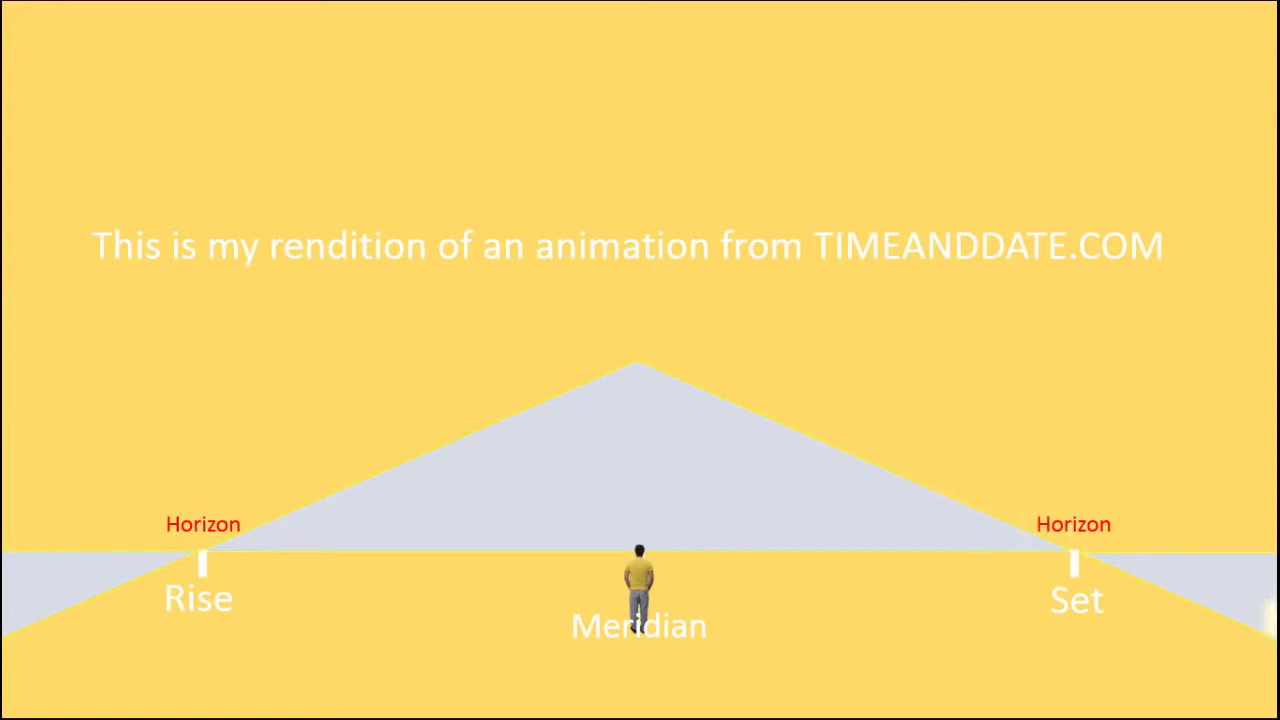 This is my rendition of an animation from TIMEANDDATE.COM
Horizon
Horizon
Rise
Set
Meridian